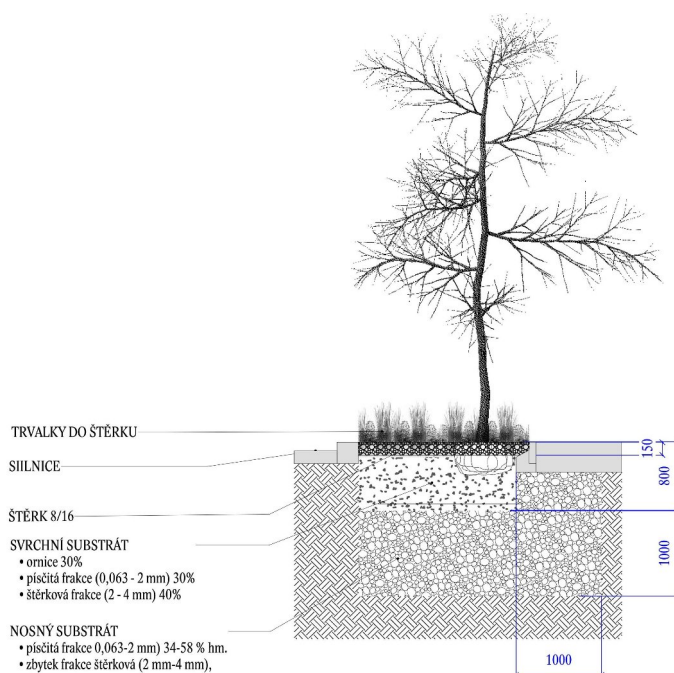 TRVALKY DO ŠTĚRKU
SIILNICE
ŠTĚRK 8/16
SVRCHNÍ SUBSTRÁT
• ornice 30%
• písčitá frakce (0,063 - 2 mm) 30%
• štěrková frakce (2 - 4 mm) 40%
NOSNÝ SUBSTRÁT
• písčitá frakce 0,063-2 mm) 34-58 % hm.
• zbytek frakce štěrková (2 mm-4 mm),
150
800
1000
1000